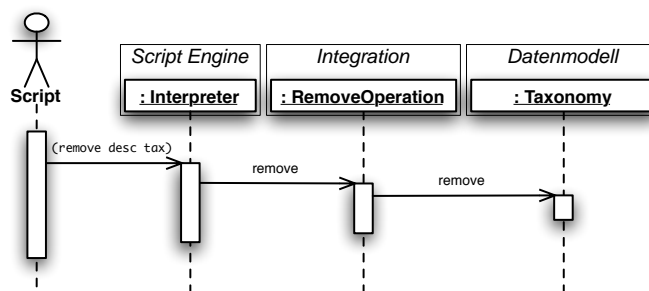 Script Engine
Integration
Datenmodell
: Interpreter
: RemoveOperation
: Taxonomy
Script
(remove desc tax)
remove
remove